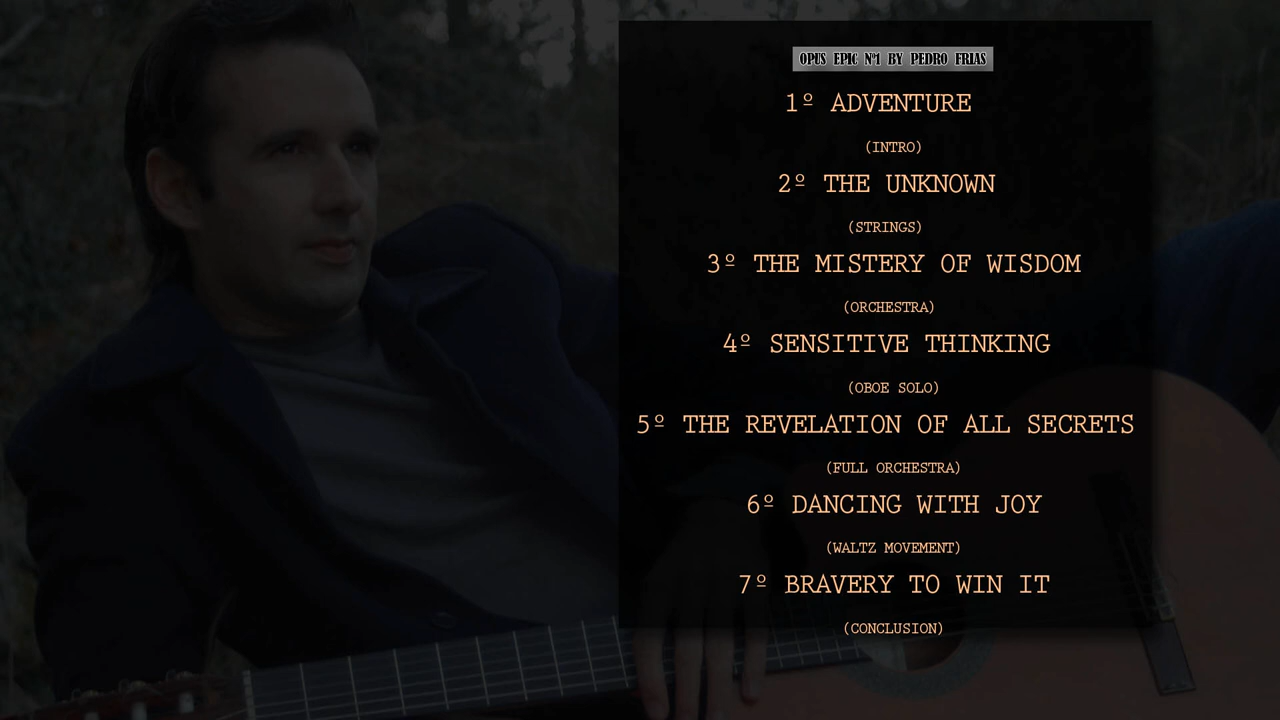 OPUS EPIC Nº1 BY PEDRO FRIAS
1º ADVENTURE
(INTRO)
2º THE UNKNOWN
(STRINGS)
3º THE MISTERY OF WISDOM
(ORCHESTRA)
4º SENSITIVE THINKING
(OBOE SOLO)
5º THE REVELATION OF ALL SECRETS
(FULL ORCHESTRA)
6º DANCING WITH JOY
(WALTZ MOVEMENT)
7º BRAVERY TO WIN IT
(CONCLUSION)